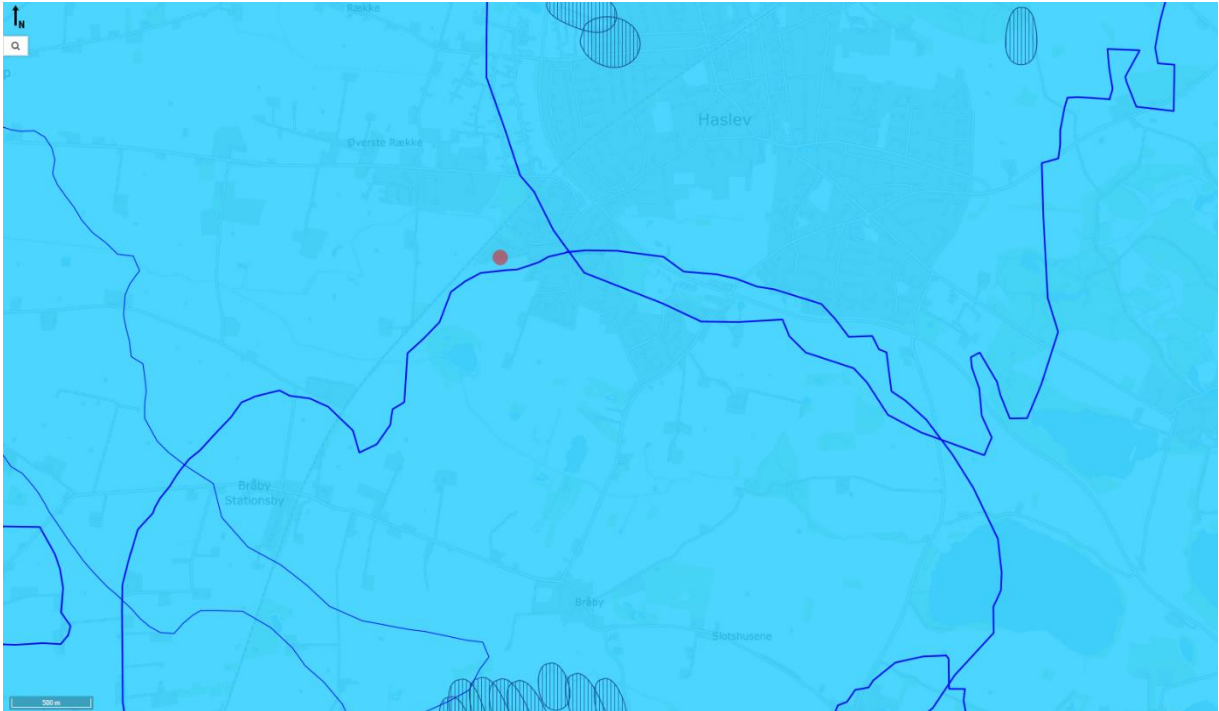 Række
N
p
Haslev
Øverste Række
Bråby
Stationsby
Bråby
Slotshusene
500 m